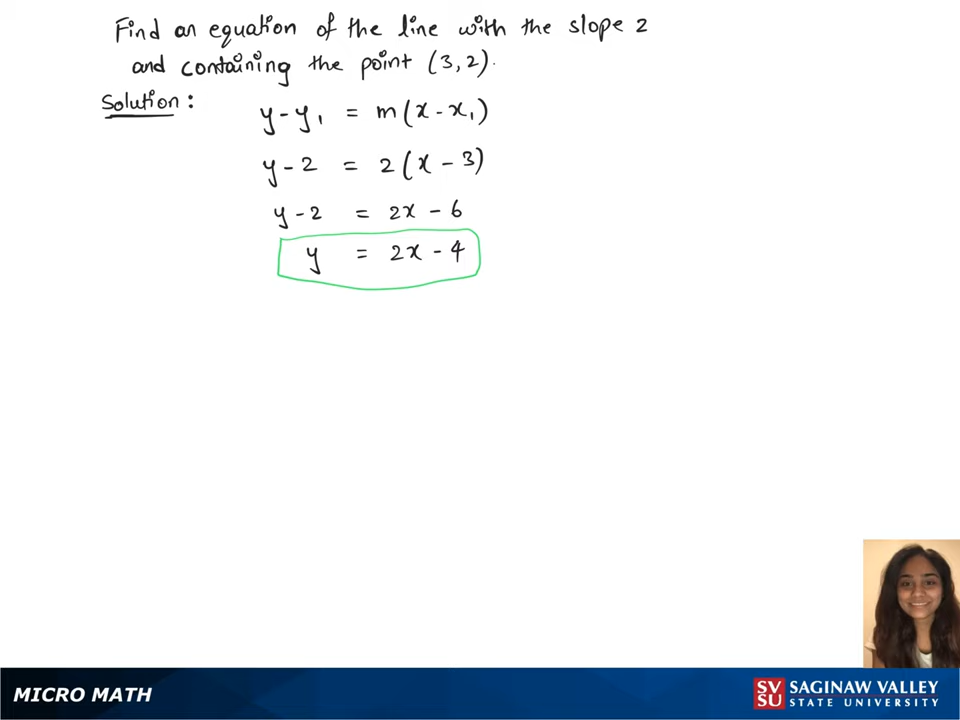 Find an equation of the line with the slope 2
and containing the point (3, 2).
Solution :
y - y₁ = m(x - x₁)
y - 2 = 2(x - 3)
y - 2 = 2x - 6
y = 2x - 4
MICRO MATH
SV SU SAGINAW VALLEY
STATE UNIVERSITY